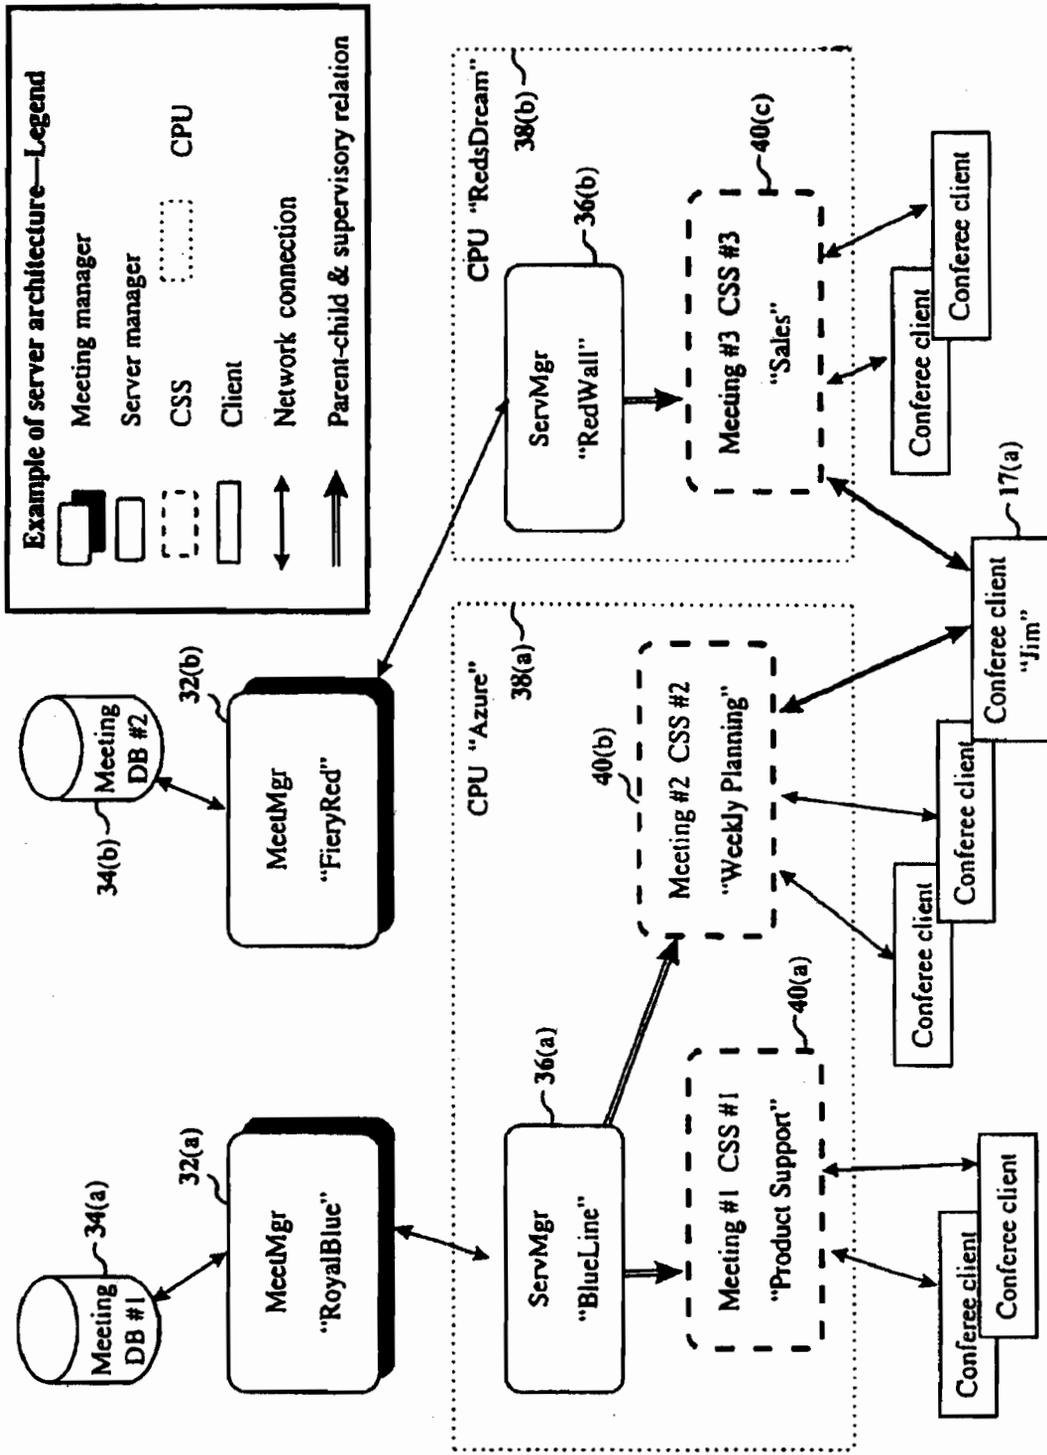 Example of server architecture—Legend
Meeting manager
Server manager
CSS
CPU
Client
Network connection
Parent-child & supervisory relation
Meeting
DB #1
34(a)
34(b)
Meeting
DB #2
32(a)
MeetMgr
"RoyalBlue"
32(b)
MeetMgr
"FieryRed"
CPU "Azure"
38(a)
CPU "RedsDream"
38(b)
36(a)
ServMgr
"BlueLine"
ServMgr
"RedWall"
36(b)
40(b)
Meeting #1 CSS #1
"Product Support"
40(a)
Meeting #2 CSS #2
"Weekly Planning"
Meeting #3 CSS #3
"Sales"
40(c)
Conferee client
Conferee client
Conferee client
Conferee client
Conferee client
"Jim"
17(a)
Conferee client
Conferee client